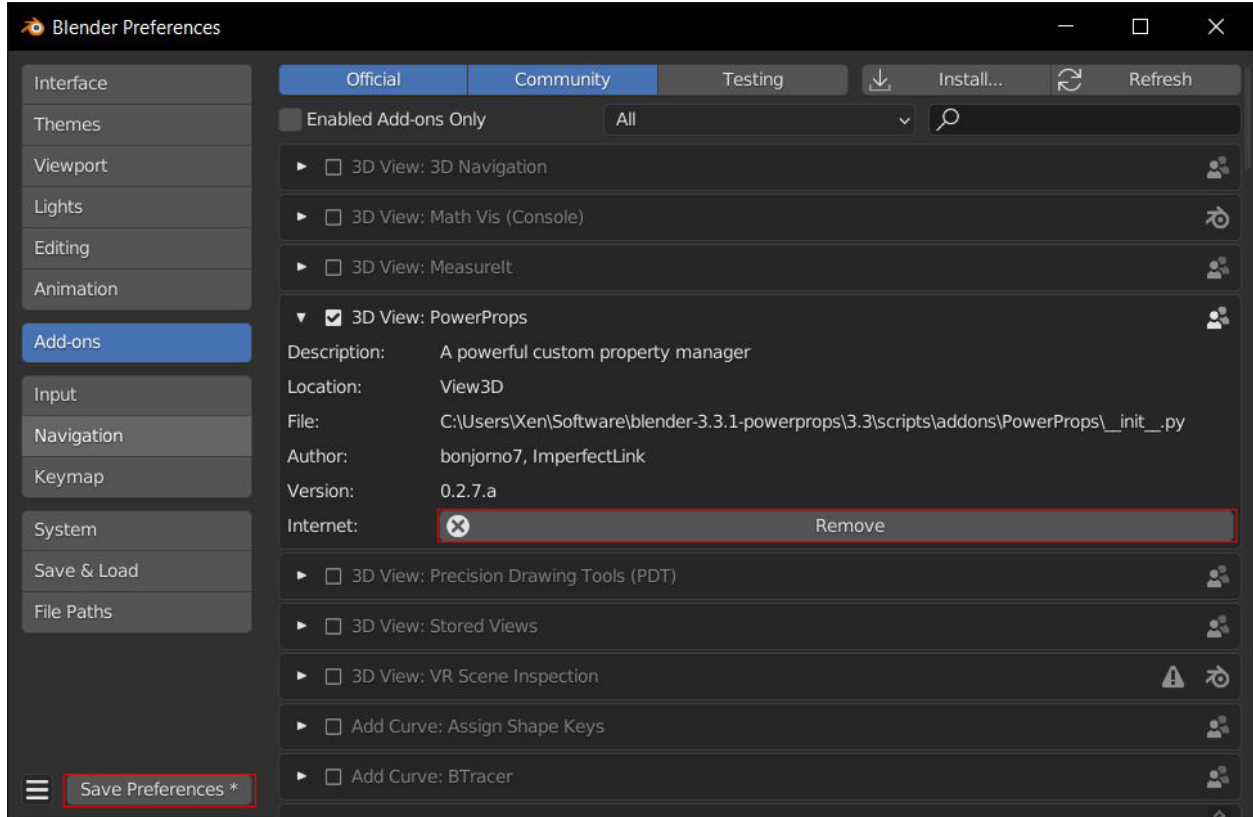 Blender Preferences
Interface
Themes
Viewport
Lights
Editing
Animation
Add-ons
Input
Navigation
Keymap
System
Save & Load
File Paths
Save Preferences *
Official Community Testing Install... Refresh
Enabled Add-ons Only All
3D View: 3D Navigation
3D View: Math Vis (Console)
3D View: MeasureIt
3D View: PowerProps
Description: A powerful custom property manager
Location: View3D
File: C:\Users\Xen\Software\blender-3.3.1-powerprops\3.3\scripts\addons\PowerProps\__init__.py
Author: bonjorno7, ImperfectLink
Version: 0.2.7.a
Internet: Remove
3D View: Precision Drawing Tools (PDT)
3D View: Stored Views
3D View: VR Scene Inspection
Add Curve: Assign Shape Keys
Add Curve: BTracer